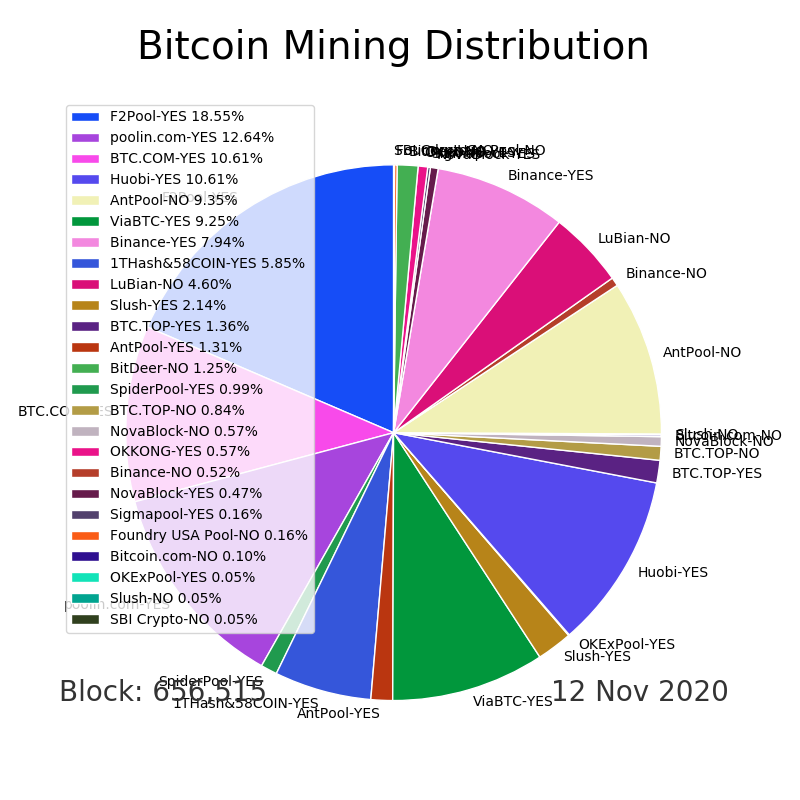 Bitcoin Mining Distribution
F2Pool-YES 18.55%
poolin.com-YES 12.64%
BTC.COM-YES 10.61%
Huobi-YES 10.61%
AntPool-NO 9.35%
ViaBTC-YES 9.25%
Binance-YES 7.94%
1THash&58COIN-YES 5.85%
LuBian-NO 4.60%
Slush-YES 2.14%
BTC.TOP-YES 1.36%
AntPool-YES 1.31%
BitDeer-NO 1.25%
SpiderPool-YES 0.99%
BTC.TOP-NO 0.84%
NovaBlock-NO 0.57%
OKKONG-YES 0.57%
Binance-NO 0.52%
NovaBlock-YES 0.47%
Sigmapool-YES 0.16%
Foundry USA Pool-NO 0.16%
Bitcoin.com-NO 0.10%
OKExPool-YES 0.05%
Slush-NO 0.05%
SBI Crypto-NO 0.05%
Binance-YES
LuBian-NO
Binance-NO
AntPool-NO
Slush-NO
Bitcoin.com-NO
NovaBlock-NO
BTC.TOP-NO
BTC.TOP-YES
Huobi-YES
OKExPool-YES
Slush-YES
ViaBTC-YES
AntPool-YES
1THash&58COIN-YES
SpiderPool-YES
poolin.com-YES
F2Pool-YES
Block: 656,515
12 Nov 2020